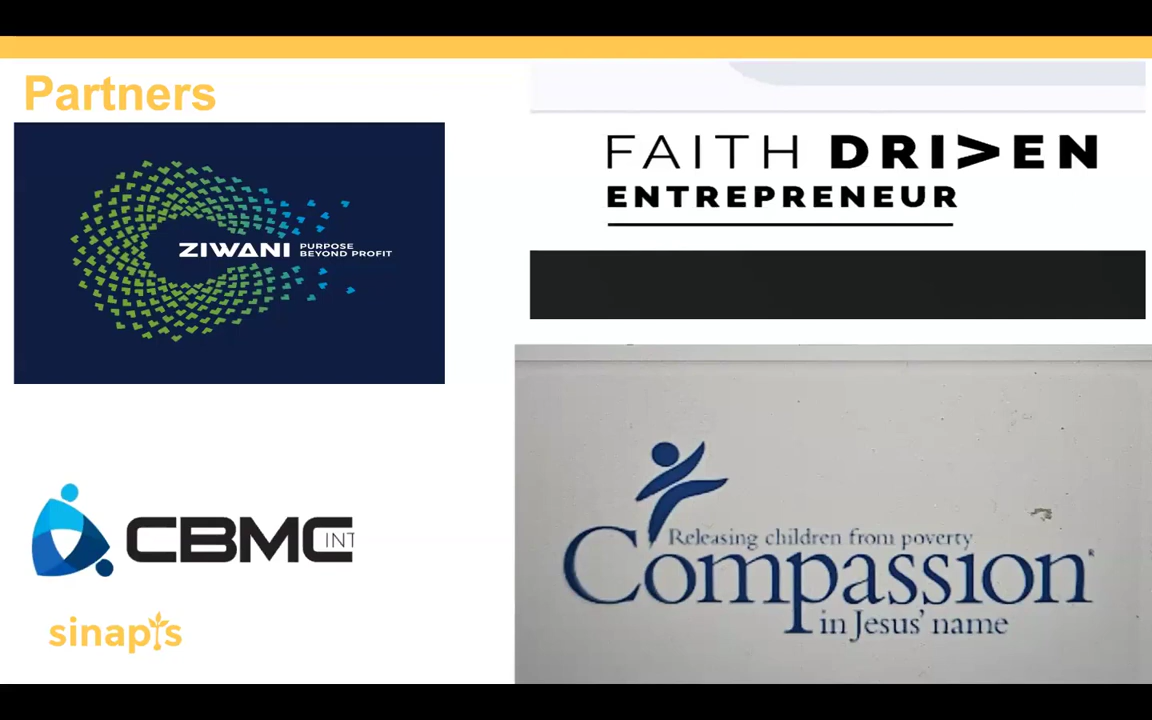 Partners
ZIWANI PURPOSE
BEYOND PROFIT
FAITH DRIVEN
ENTREPRENEUR
CBMC INT
sinapis
Releasing children from poverty
Compassion®
in Jesus' name